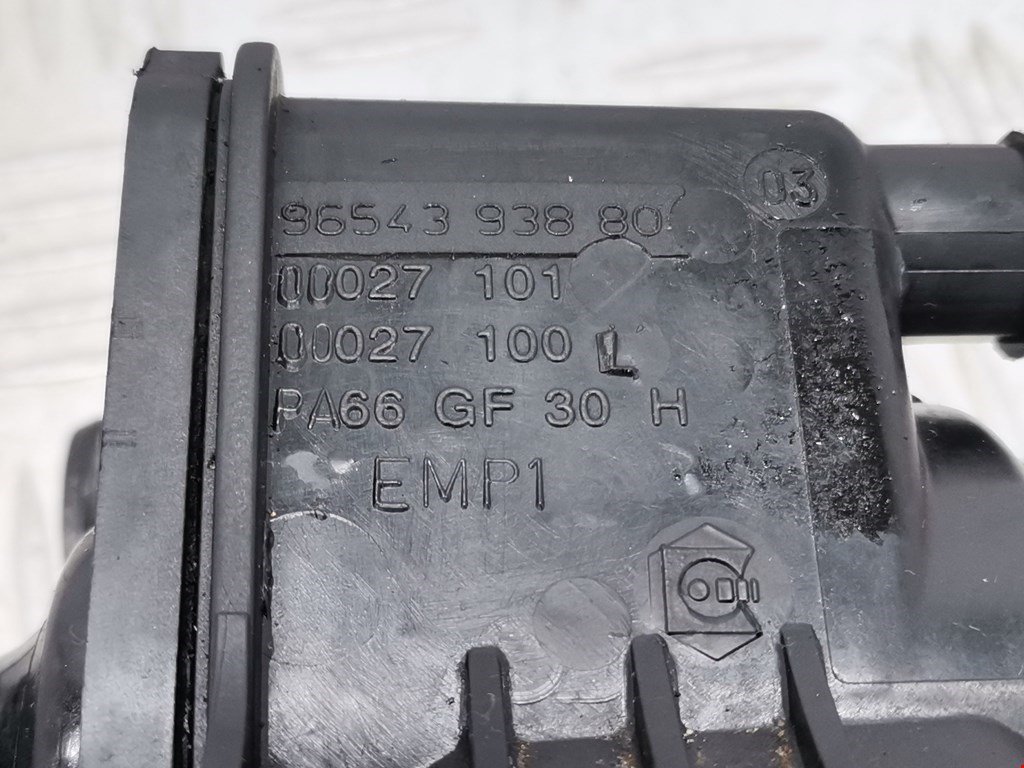 03
96543 938 80
00027 101
00027 100 L
PA66 GF 30 H
EMP1